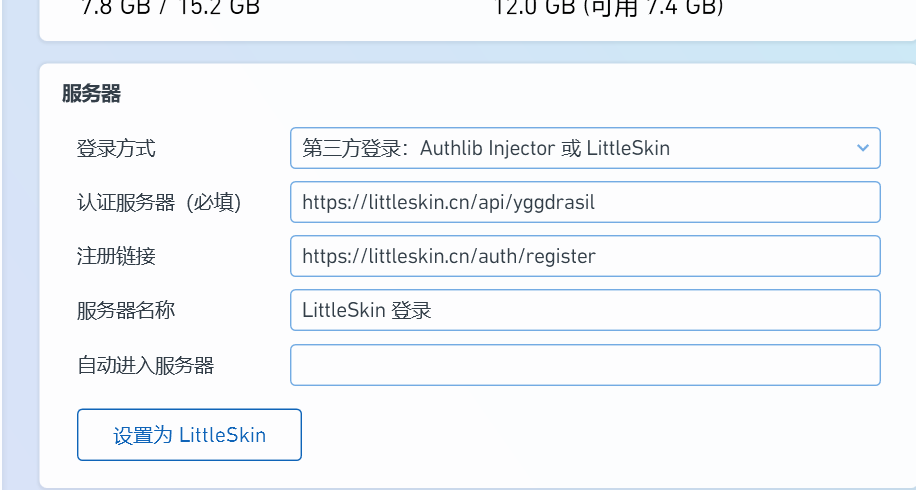 7.8 GB / 15.2 GB 12.0 GB (可用 7.4 GB)
服务器
登录方式 第三方登录：Authlib Injector 或 LittleSkin
认证服务器（必填） https://littleskin.cn/api/yggdrasil
注册链接 https://littleskin.cn/auth/register
服务器名称 LittleSkin 登录
自动进入服务器
设置为 LittleSkin